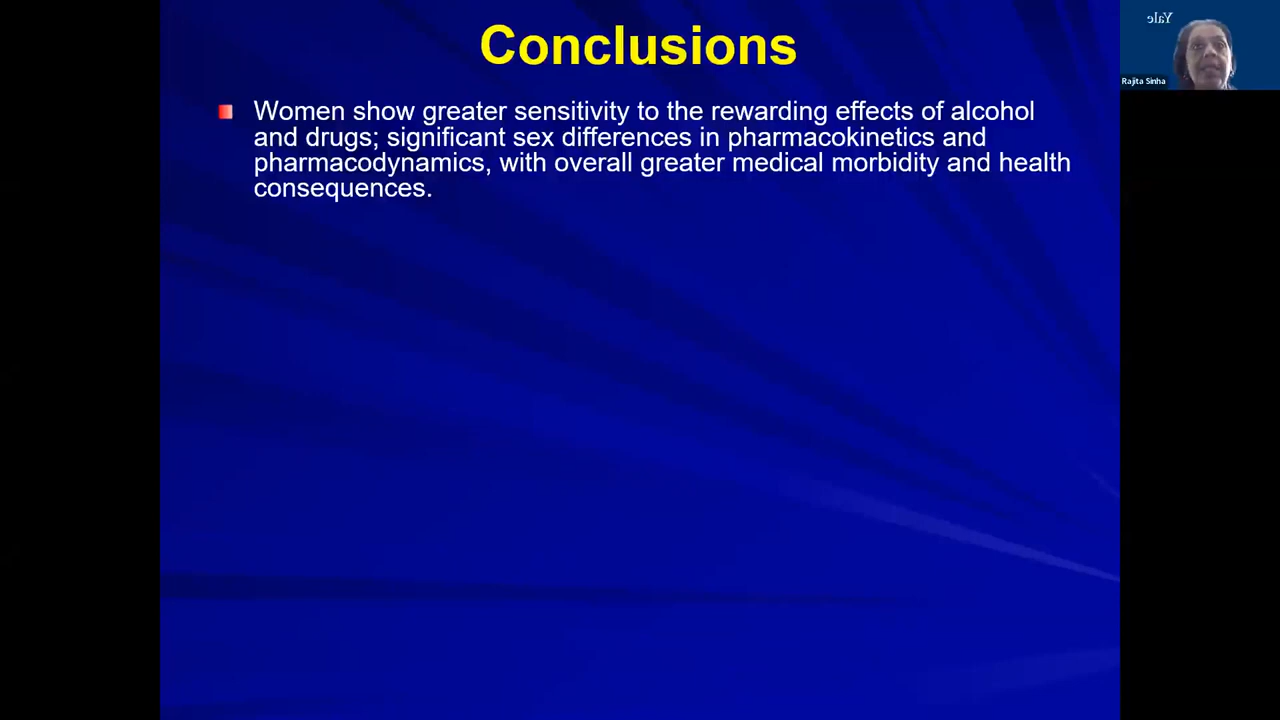 Conclusions
Yale
Rajita Sinha
Women show greater sensitivity to the rewarding effects of alcohol
and drugs; significant sex differences in pharmacokinetics and
pharmacodynamics, with overall greater medical morbidity and health
consequences.